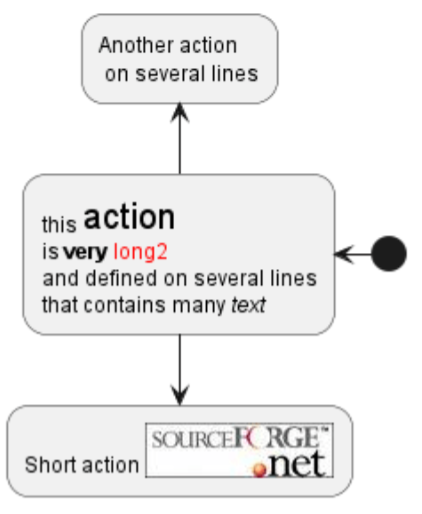 Another action
on several lines
this action
is very long2
and defined on several lines
that contains many text
Short action SOURCEFORGE™
.net